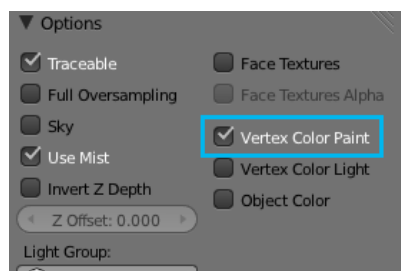 Options
Traceable
Full Oversampling
Sky
Use Mist
Invert Z Depth
Z Offset: 0.000
Light Group:
Face Textures
Face Textures Alpha
Vertex Color Paint
Vertex Color Light
Object Color